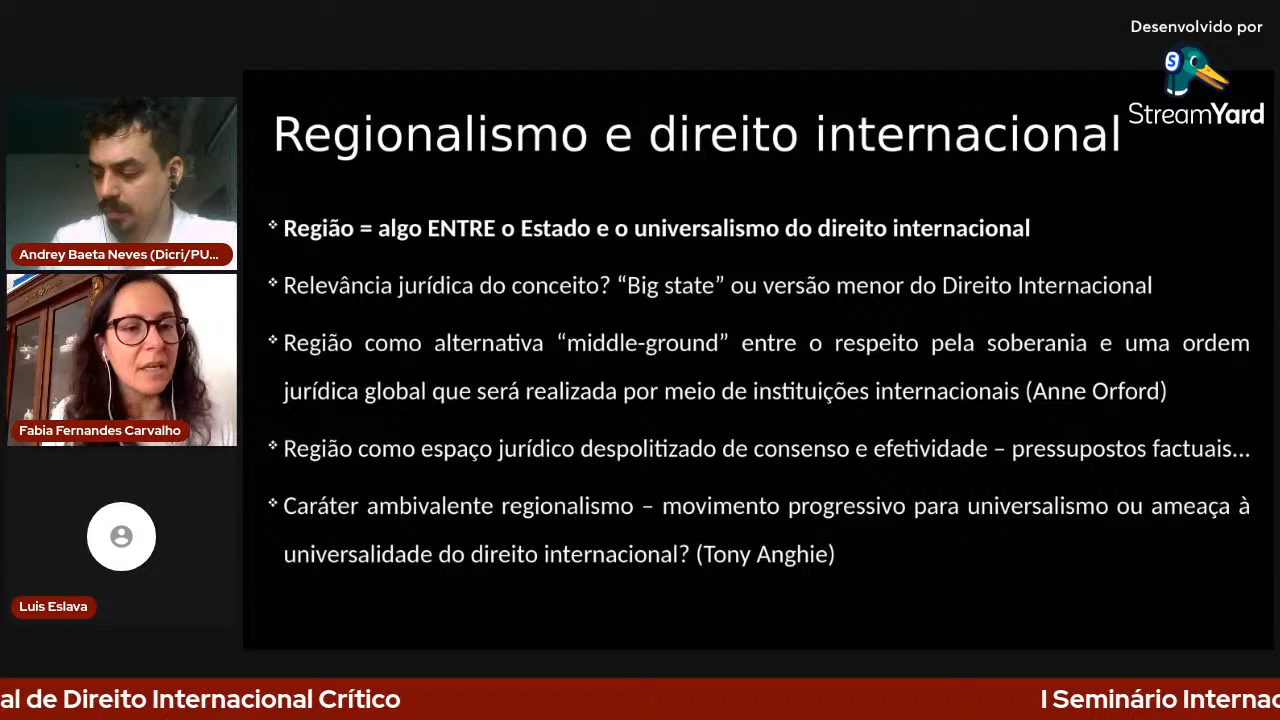 Desenvolvido por
StreamYard
Regionalismo e direito internacional
Região = algo ENTRE o Estado e o universalismo do direito internacional
Relevância jurídica do conceito? “Big state” ou versão menor do Direito Internacional
Região como alternativa “middle-ground” entre o respeito pela soberania e uma ordem
jurídica global que será realizada por meio de instituições internacionais (Anne Orford)
Região como espaço jurídico despolitizado de consenso e efetividade – pressupostos factuais...
Caráter ambivalente regionalismo – movimento progressivo para universalismo ou ameaça à
universalidade do direito internacional? (Tony Anghie)
Andrey Baeta Neves (Dicri/PU...
Fabia Fernandes Carvalho
Luis Eslava
al de Direito Internacional Crítico
I Seminário Internac